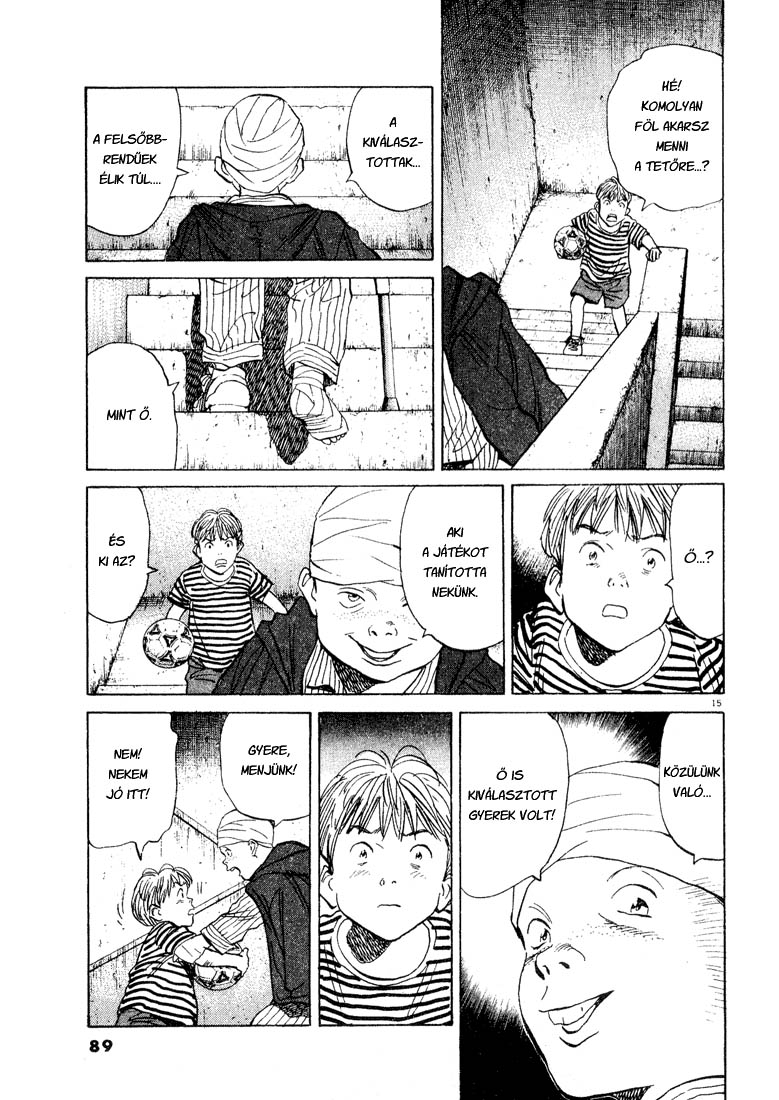 HÉ!
KOMOLYAN
FÖL AKARSZ
MENNI
A TETŐRE...?
A
KIVÁLASZ-
TOTTAK...
A FELSŐBB-
RENDŰEK
ÉLIK TÚL....
MINT Ő.
Ő...?
AKI
A JÁTÉKOT
TANÍTOTTA
NEKÜNK.
ÉS
KI AZ?
15
KÖZÜLÜNK
VALÓ...
Ő IS
KIVÁLASZTOTT
GYEREK VOLT!
GYERE,
MENJÜNK!
NEM!
NEKEM
JÓ ITT!
89